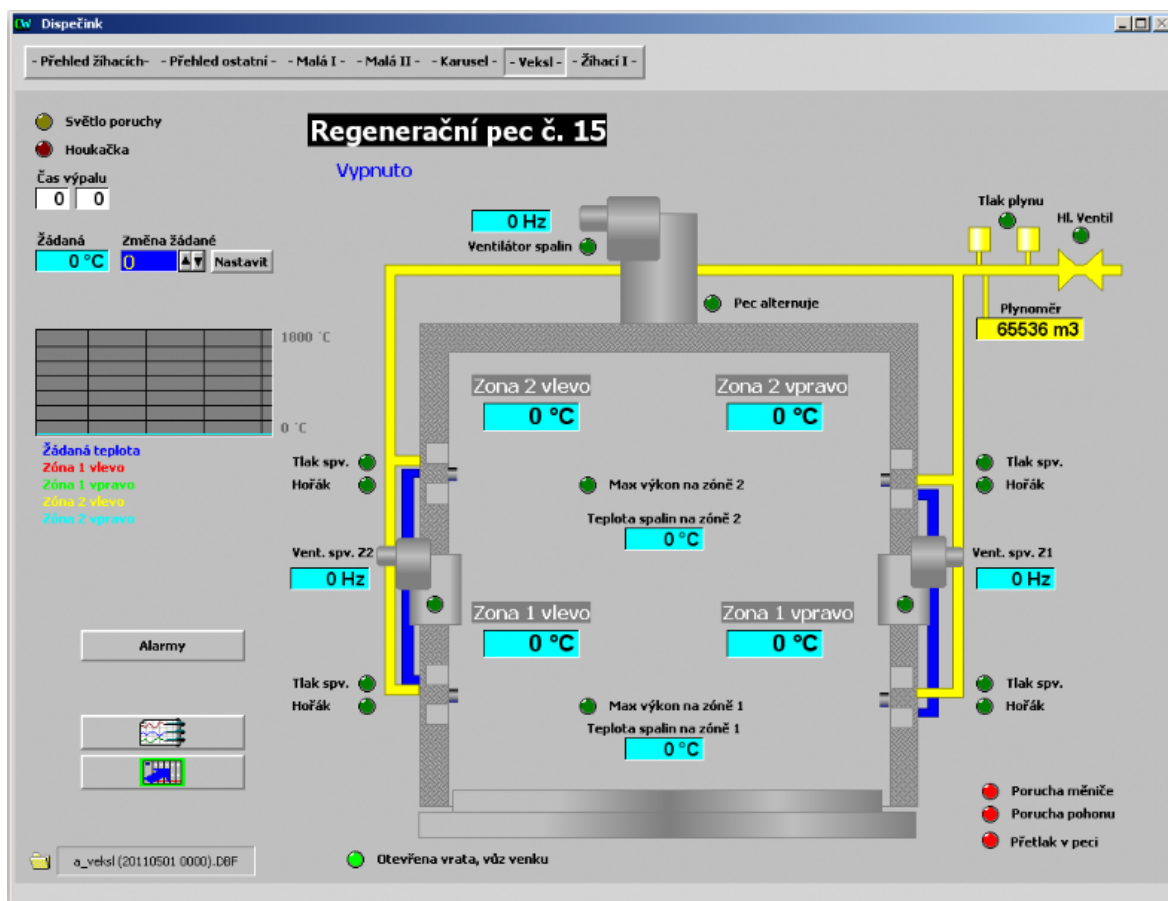 CW Dispečink
- Přehled žíhacích- - Přehled ostatní - - Malá I - - Malá II - - Karusel - - Veksl - - Žíhací I -
Světlo poruchy
Houkačka
Čas výpalu
0 0
Žádaná Změna žádané
0 °C 0 Nastavit
Regenerační pec č. 15
Vypnuto
0 Hz
Ventilátor spalin
Tlak plynu
Hl. Ventil
Pec alternuje
Plynoměr
65536 m3
1800 °C
0 °C
Žádaná teplota
Zóna 1 vlevo
Zóna 1 vpravo
Zóna 2 vlevo
Zóna 2 vpravo
Zona 2 vlevo Zona 2 vpravo
0 °C 0 °C
Tlak spv.
Hořák
Max výkon na zóně 2
Tlak spv.
Hořák
Teplota spalin na zóně 2
0 °C
Vent. spv. Z2
0 Hz
Vent. spv. Z1
0 Hz
Zona 1 vlevo Zona 1 vpravo
0 °C 0 °C
Alarmy
Tlak spv.
Hořák
Max výkon na zóně 1
Tlak spv.
Hořák
Teplota spalin na zóně 1
0 °C
Porucha měniče
Porucha pohonu
Přetlak v peci
a_veksl (20110501 0000).DBF
Otevřena vrata, vůz venku